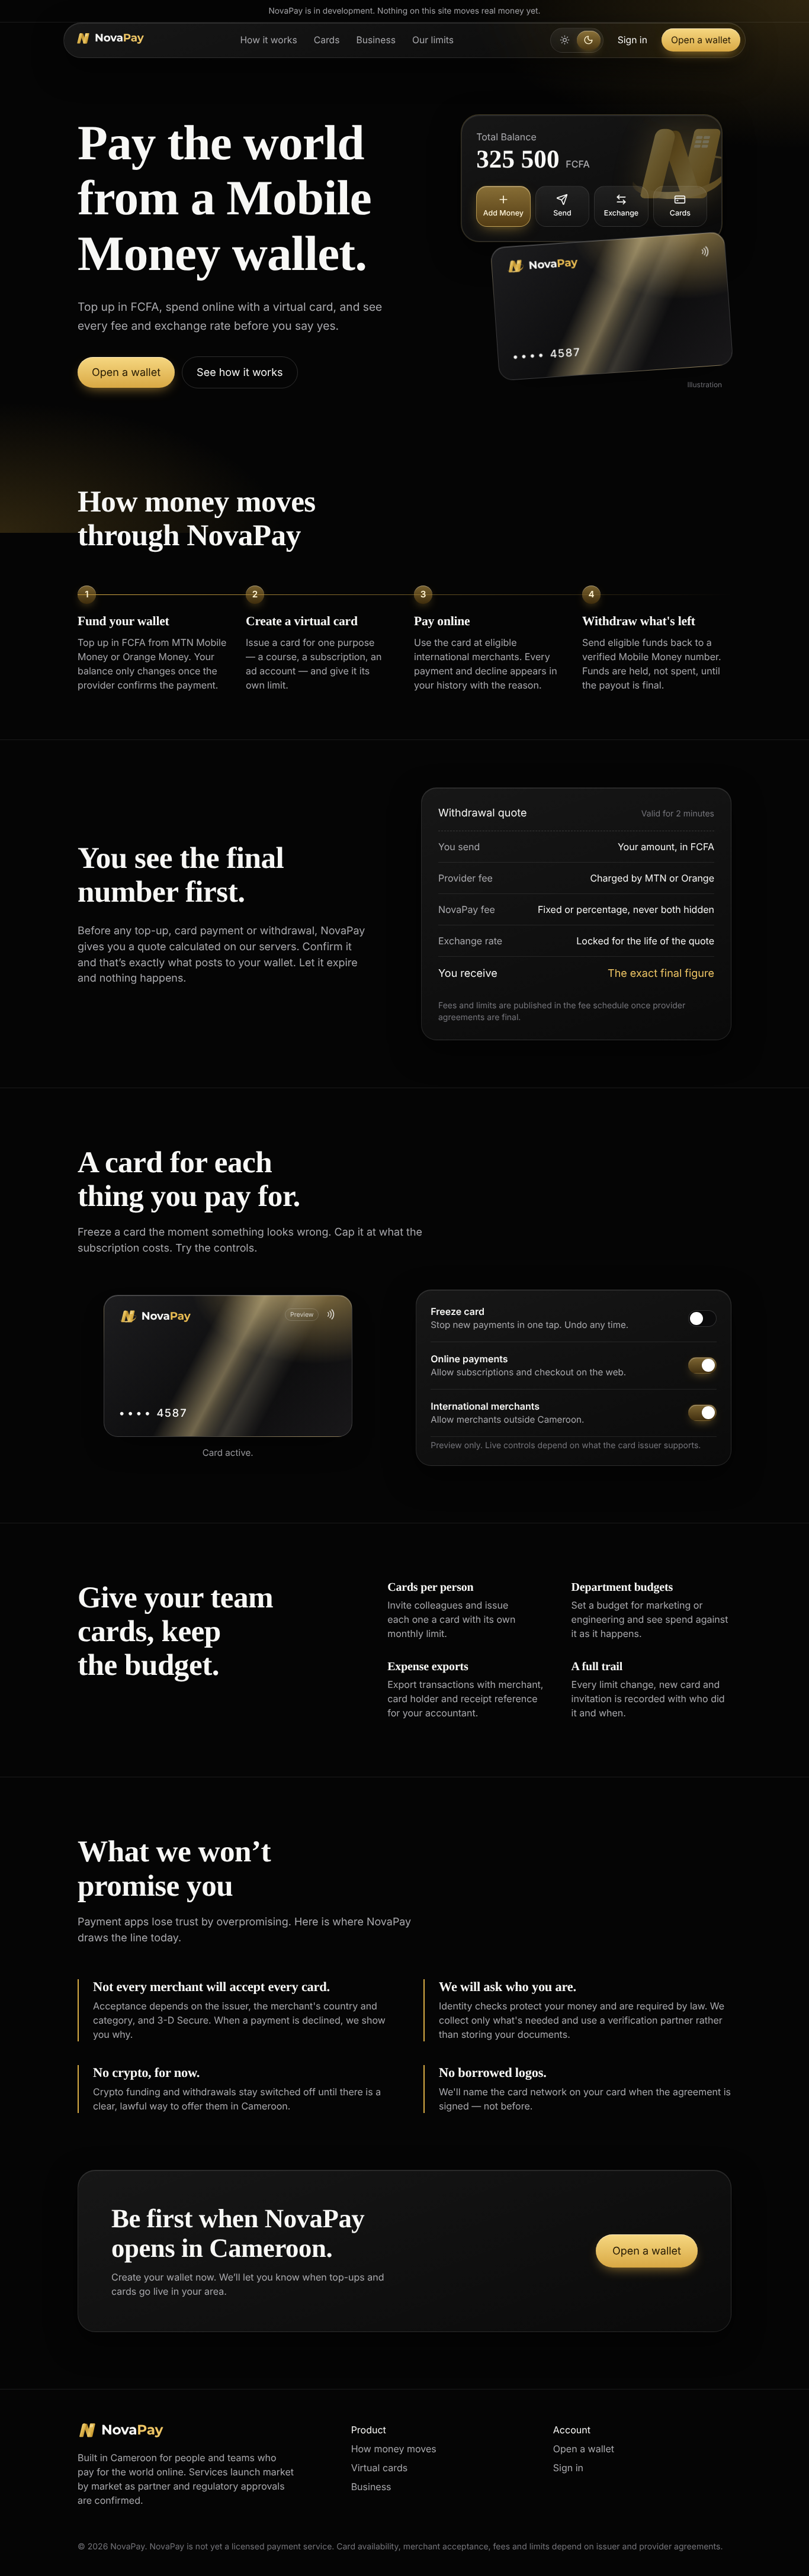 NovaPay is in development. Nothing on this site moves real money yet.
NovaPay
How it works
Cards
Business
Our limits
Sign in
Open a wallet
Pay the world
from a Mobile
Money wallet.
Top up in FCFA, spend online with a virtual card, and see
every fee and exchange rate before you say yes.
Open a wallet
See how it works
Total Balance
325 500 FCFA
Add Money
Send
Exchange
Cards
NovaPay
•••• 4587
Illustration
How money moves
through NovaPay
1
Fund your wallet
Top up in FCFA from MTN Mobile
Money or Orange Money. Your
balance only changes once the
provider confirms the payment.
2
Create a virtual card
Issue a card for one purpose
— a course, a subscription, an
ad account — and give it its
own limit.
3
Pay online
Use the card at eligible
international merchants. Every
payment and decline appears in
your history with the reason.
4
Withdraw what's left
Send eligible funds back to a
verified Mobile Money number.
Funds are held, not spent, until
the payout is final.
You see the final
number first.
Before any top-up, card payment or withdrawal, NovaPay
gives you a quote calculated on our servers. Confirm it
and that’s exactly what posts to your wallet. Let it expire
and nothing happens.
Withdrawal quote
Valid for 2 minutes
You send
Your amount, in FCFA
Provider fee
Charged by MTN or Orange
NovaPay fee
Fixed or percentage, never both hidden
Exchange rate
Locked for the life of the quote
You receive
The exact final figure
Fees and limits are published in the fee schedule once provider
agreements are final.
A card for each
thing you pay for.
Freeze a card the moment something looks wrong. Cap it at what the
subscription costs. Try the controls.
NovaPay
Preview
•••• 4587
Card active.
Freeze card
Stop new payments in one tap. Undo any time.
Online payments
Allow subscriptions and checkout on the web.
International merchants
Allow merchants outside Cameroon.
Preview only. Live controls depend on what the card issuer supports.
Give your team
cards, keep
the budget.
Cards per person
Invite colleagues and issue
each one a card with its own
monthly limit.
Department budgets
Set a budget for marketing or
engineering and see spend against
it as it happens.
Expense exports
Export transactions with merchant,
card holder and receipt reference
for your accountant.
A full trail
Every limit change, new card and
invitation is recorded with who did
it and when.
What we won’t
promise you
Payment apps lose trust by overpromising. Here is where NovaPay
draws the line today.
Not every merchant will accept every card.
Acceptance depends on the issuer, the merchant's country and
category, and 3-D Secure. When a payment is declined, we show
you why.
We will ask who you are.
Identity checks protect your money and are required by law. We
collect only what's needed and use a verification partner rather
than storing your documents.
No crypto, for now.
Crypto funding and withdrawals stay switched off until there is a
clear, lawful way to offer them in Cameroon.
No borrowed logos.
We'll name the card network on your card when the agreement is
signed — not before.
Be first when NovaPay
opens in Cameroon.
Create your wallet now. We’ll let you know when top-ups and
cards go live in your area.
Open a wallet
NovaPay
Built in Cameroon for people and teams who
pay for the world online. Services launch market
by market as partner and regulatory approvals
are confirmed.
Product
How money moves
Virtual cards
Business
Account
Open a wallet
Sign in
© 2026 NovaPay. NovaPay is not yet a licensed payment service. Card availability, merchant acceptance, fees and limits depend on issuer and provider agreements.